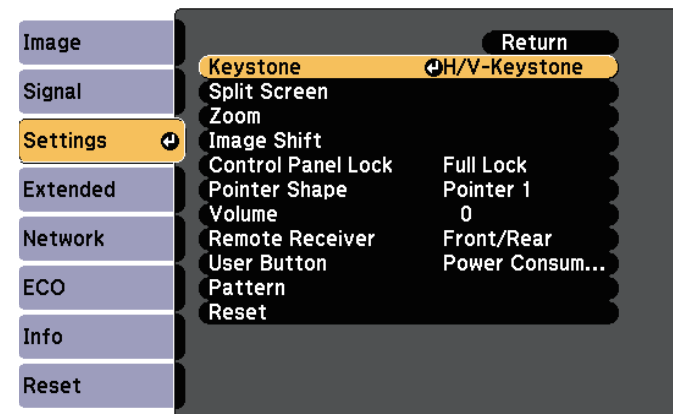 Image
Signal
Settings
Extended
Network
ECO
Info
Reset
Return
Keystone H/V-Keystone
Split Screen
Zoom
Image Shift
Control Panel Lock Full Lock
Pointer Shape Pointer 1
Volume 0
Remote Receiver Front/Rear
User Button Power Consum...
Pattern
Reset